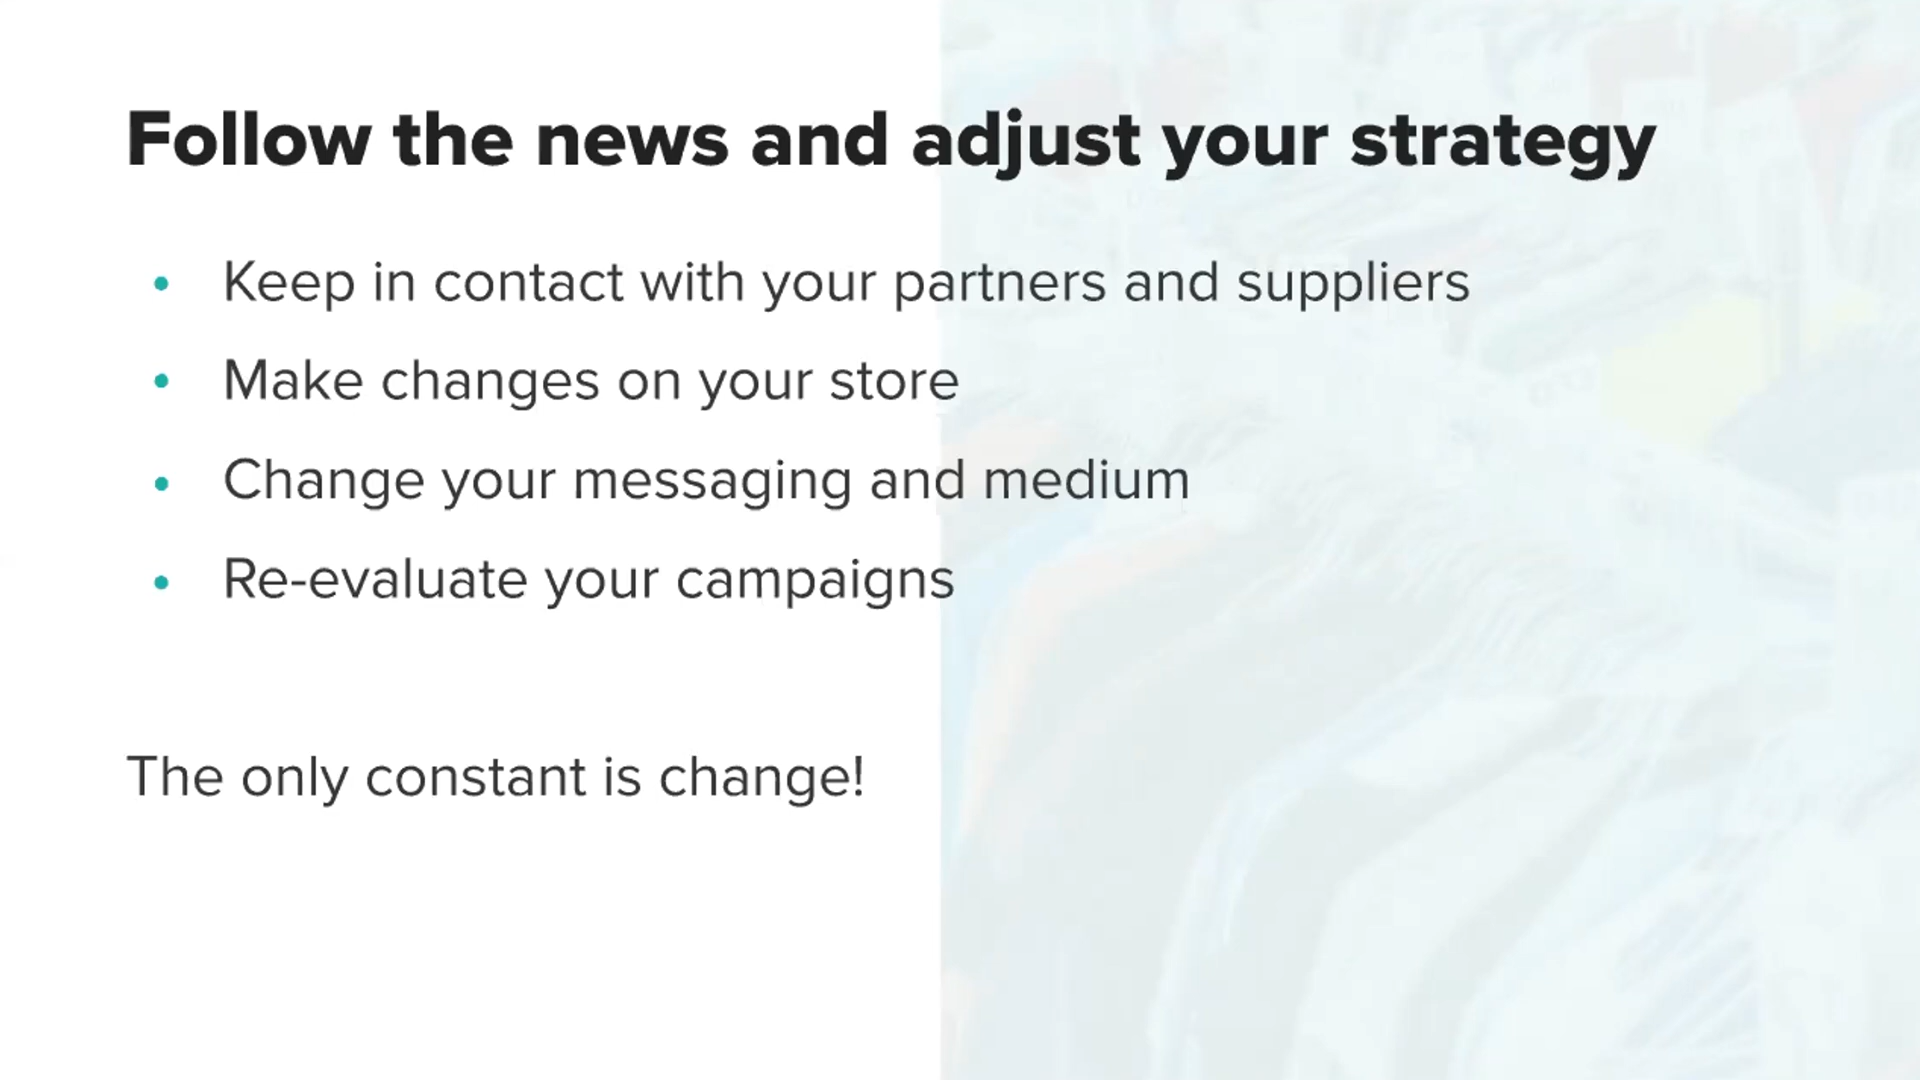 Follow the news and adjust your strategy
• Keep in contact with your partners and suppliers
• Make changes on your store
• Change your messaging and medium
• Re-evaluate your campaigns
The only constant is change!